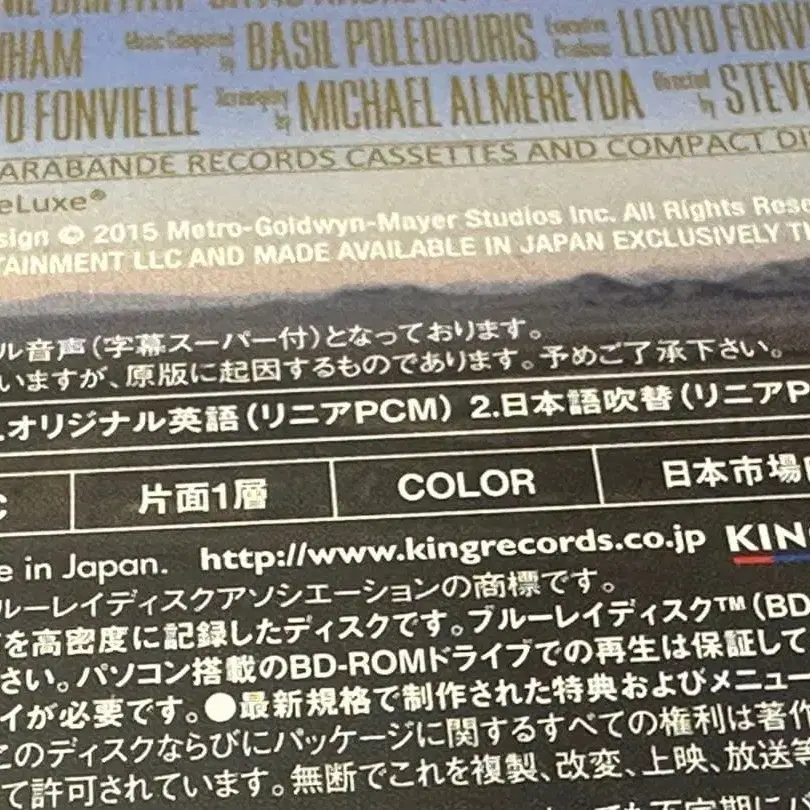 HAM Music Composed by BASIL POLEDOURIS Executive Producer LLOYD FONV
D FONVIELLE Screenplay by MICHAEL ALMEREYDA Directed by STEVE
ARABANDE RECORDS CASSETTES AND COMPACT DI
eLuxe®
sign © 2015 Metro-Goldwyn-Mayer Studios Inc. All Rights Rese
TAINMENT LLC AND MADE AVAILABLE IN JAPAN EXCLUSIVELY T
ル音声(字幕スーパー付)となっております。
いますが、原版に起因するものであります。予めご了承下さい。
.オリジナル英語(リニアPCM) 2.日本語吹替(リニアP
C 片面1層 COLOR 日本市場向
e in Japan. http://www.kingrecords.co.jp KIN
ルーレイディスクアソシエーションの商標です。
を高密度に記録したディスクです。ブルーレイディスク™(BD
さい。パソコン搭載のBD-ROMドライブでの再生は保証して
イが必要です。●最新規格で制作された特典およびメニュー
このディスクならびにパッケージに関するすべての権利は著作
て許可されています。無断でこれを複製、改変、上映、放送等